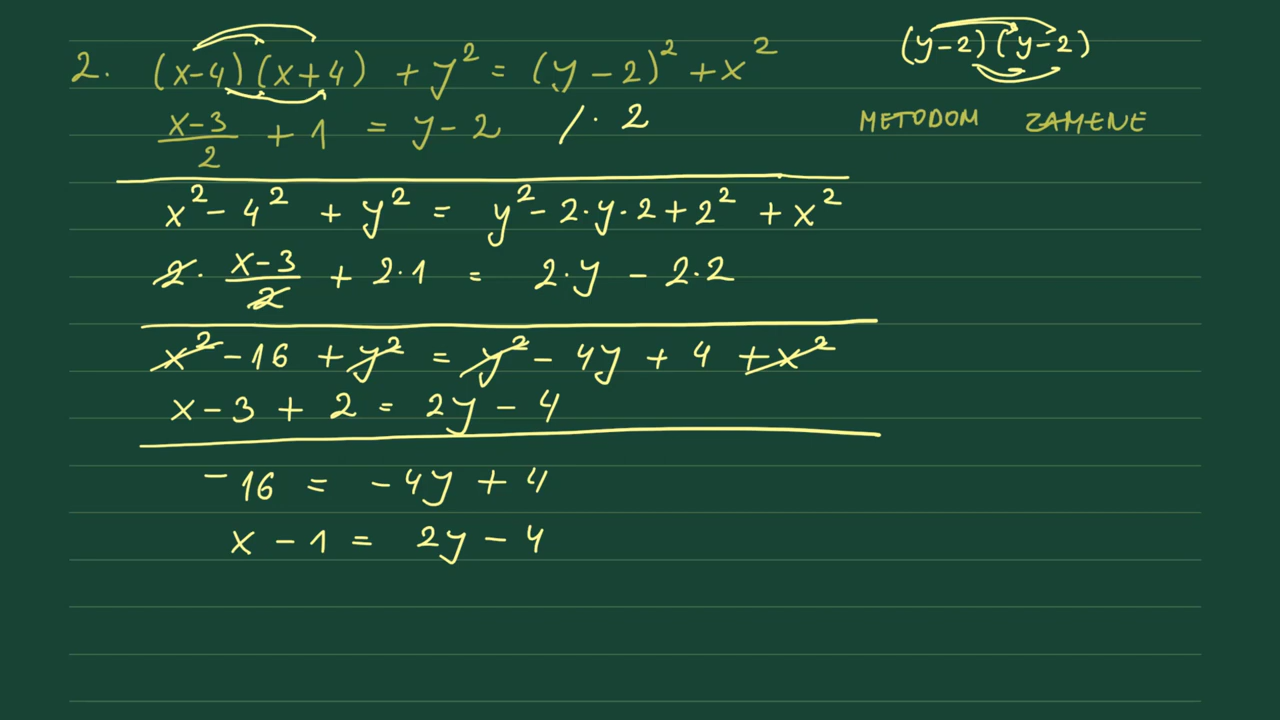 2. (x-4)(x+4) + y² = (y-2)² + x²
(y-2)(y-2)
(x-3)/2 + 1 = y-2 /·2
METODOM ZAMENE
x² - 4² + y² = y² - 2·y·2 + 2² + x²
2· (x-3)/2 + 2·1 = 2·y - 2·2
x² - 16 + y² = y² - 4y + 4 + x²
x - 3 + 2 = 2y - 4
-16 = -4y + 4
x - 1 = 2y - 4